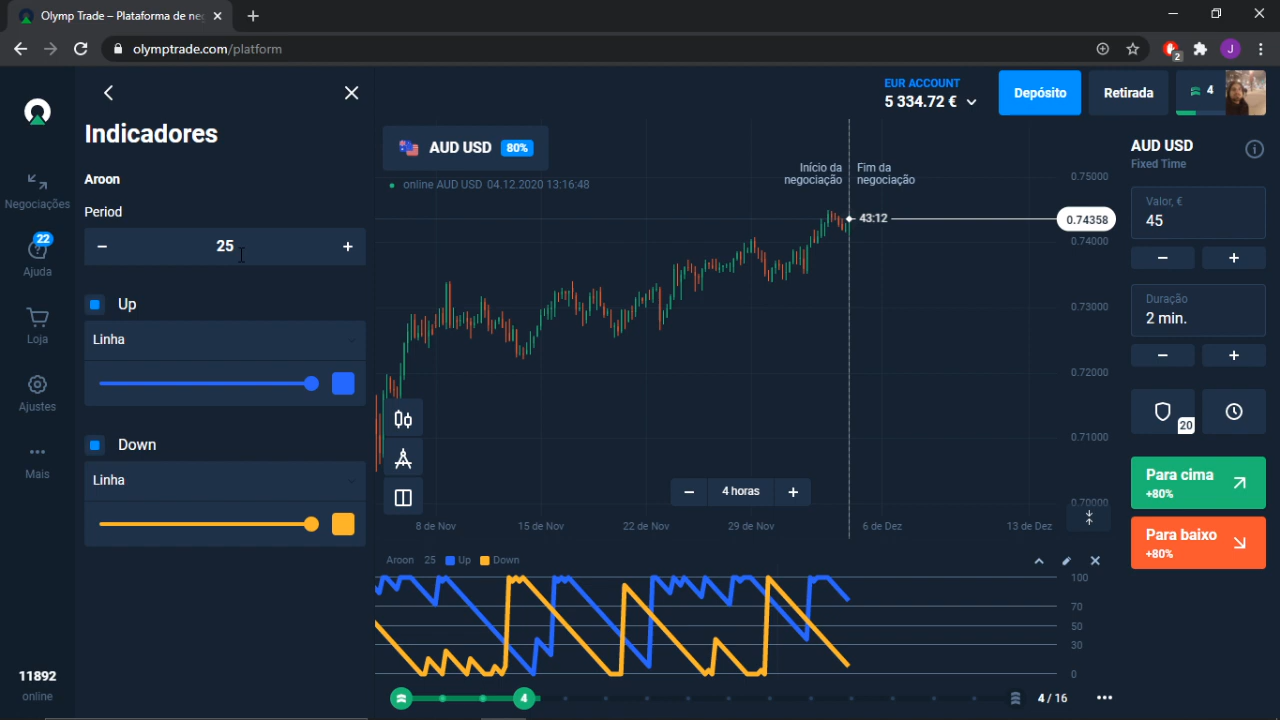 Olymp Trade – Plataforma de neg
olymptrade.com/platform
2
J
Indicadores
Aroon
Period
− 25 +
Up
Linha
Down
Linha
Negociações
22
Ajuda
Loja
Ajustes
Mais
11892
online
EUR ACCOUNT
5 334.72 €
Depósito
Retirada
4
AUD USD 80%
online AUD USD 04.12.2020 13:16:48
Início da negociação
Fim da negociação
43:12
0.75000
0.74358
0.74000
0.73000
0.72000
0.71000
0.70000
− 4 horas +
8 de Nov 15 de Nov 22 de Nov 29 de Nov 6 de Dez 13 de Dez
Aroon 25 Up Down
100
70
50
30
0
4
4/16
AUD USD
Fixed Time
Valor, €
45
− +
Duração
2 min.
− +
20
Para cima
+80%
Para baixo
+80%